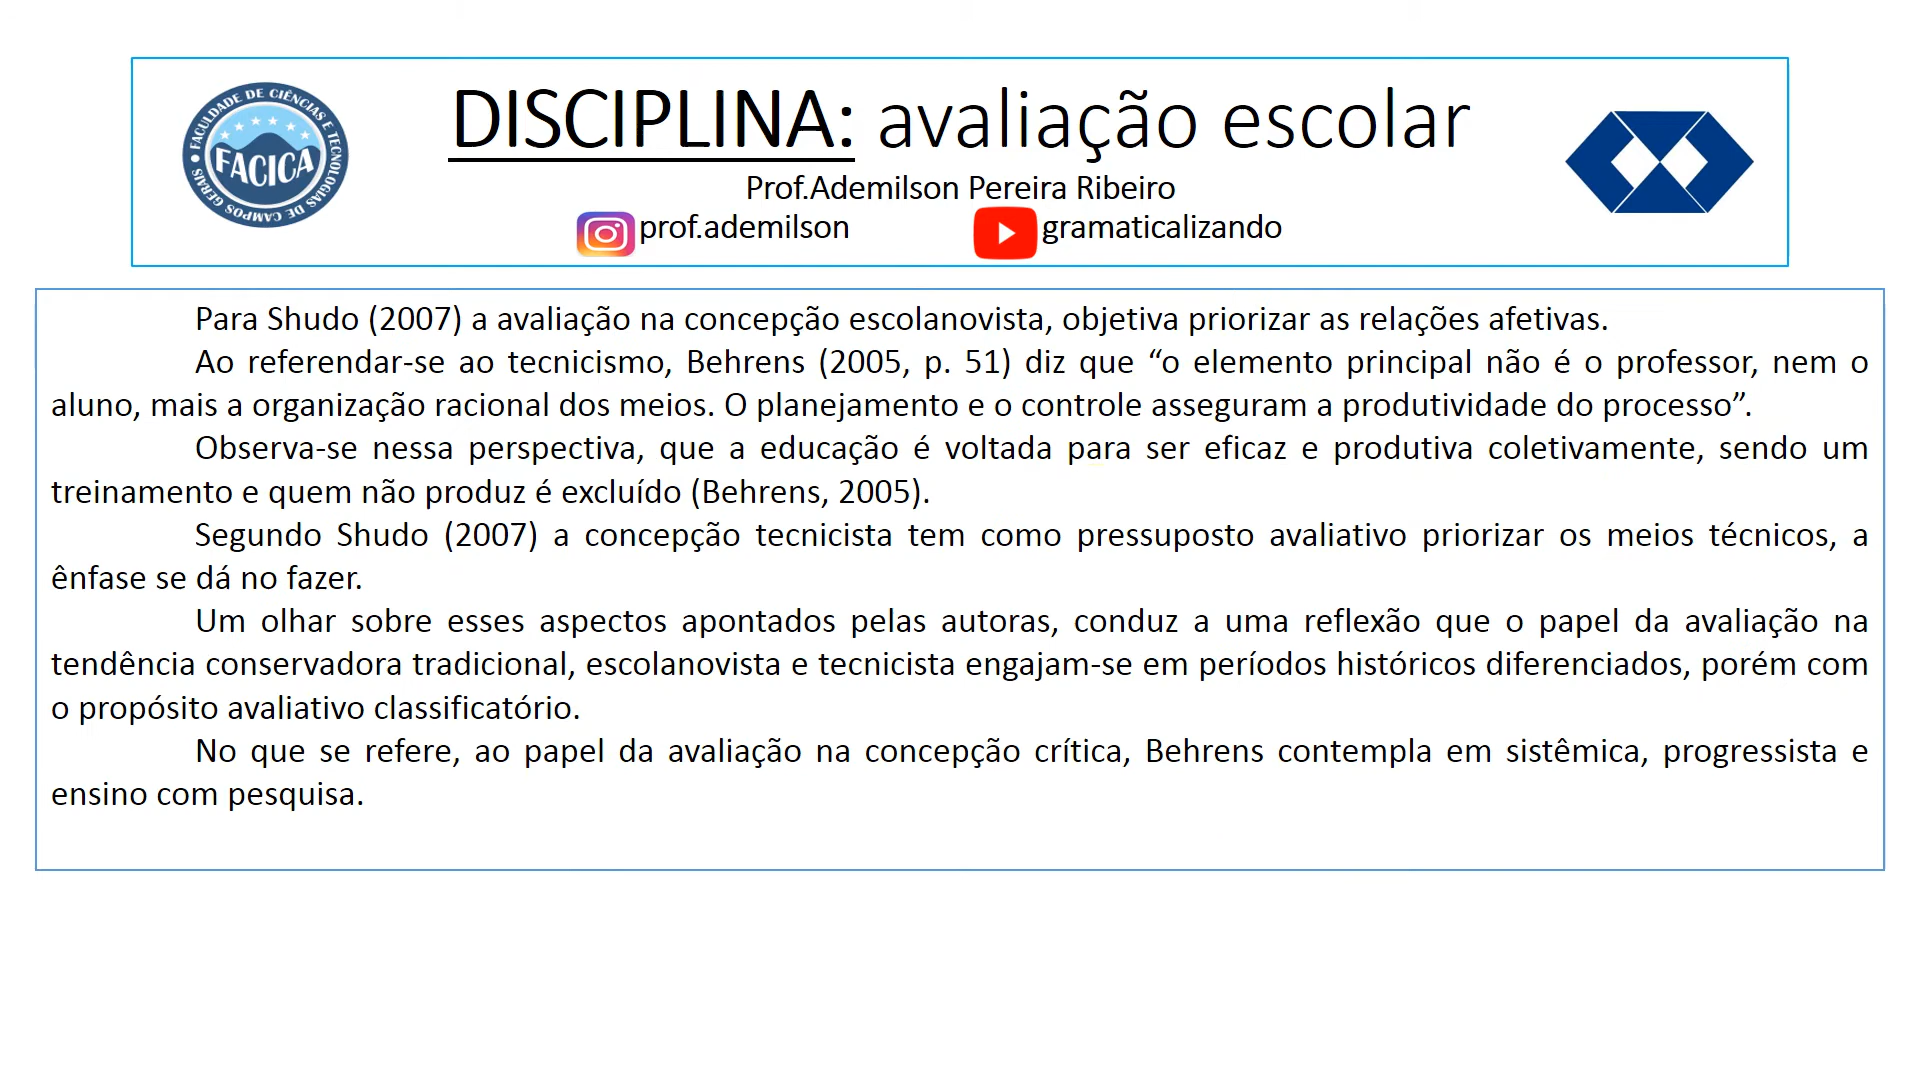 FACULDADE DE CIÊNCIAS E TECNOLOGIAS DE CAMPOS GERAIS
FACICA
DISCIPLINA: avaliação escolar
Prof.Ademilson Pereira Ribeiro
prof.ademilson gramaticalizando
Para Shudo (2007) a avaliação na concepção escolanovista, objetiva priorizar as relações afetivas.
Ao referendar-se ao tecnicismo, Behrens (2005, p. 51) diz que “o elemento principal não é o professor, nem o
aluno, mais a organização racional dos meios. O planejamento e o controle asseguram a produtividade do processo”.
Observa-se nessa perspectiva, que a educação é voltada para ser eficaz e produtiva coletivamente, sendo um
treinamento e quem não produz é excluído (Behrens, 2005).
Segundo Shudo (2007) a concepção tecnicista tem como pressuposto avaliativo priorizar os meios técnicos, a
ênfase se dá no fazer.
Um olhar sobre esses aspectos apontados pelas autoras, conduz a uma reflexão que o papel da avaliação na
tendência conservadora tradicional, escolanovista e tecnicista engajam-se em períodos históricos diferenciados, porém com
o propósito avaliativo classificatório.
No que se refere, ao papel da avaliação na concepção crítica, Behrens contempla em sistêmica, progressista e
ensino com pesquisa.